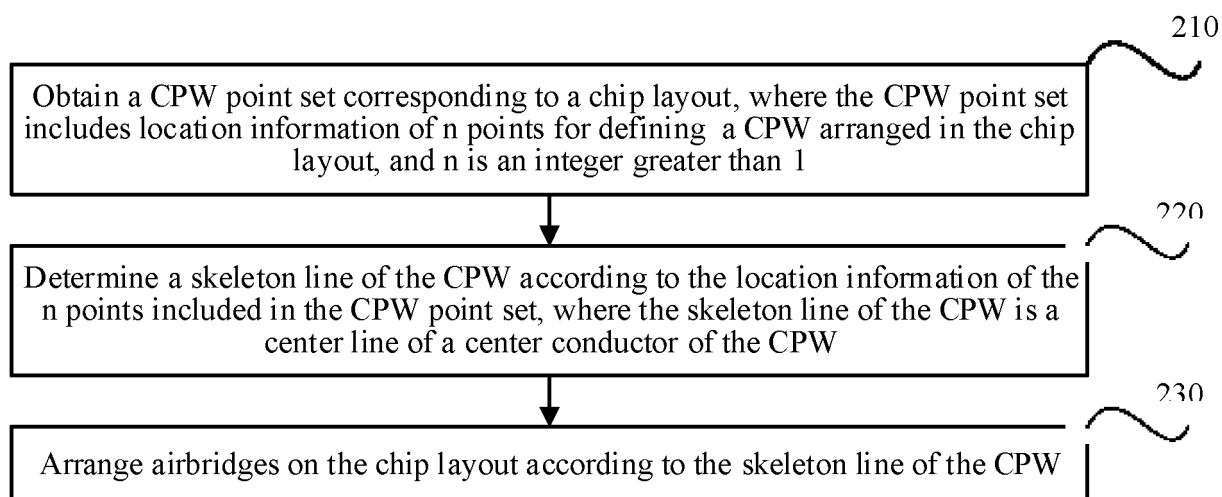 210
Obtain a CPW point set corresponding to a chip layout, where the CPW point set
includes location information of n points for defining a CPW arranged in the chip
layout, and n is an integer greater than 1
220
Determine a skeleton line of the CPW according to the location information of the
n points included in the CPW point set, where the skeleton line of the CPW is a
center line of a center conductor of the CPW
230
Arrange airbridges on the chip layout according to the skeleton line of the CPW